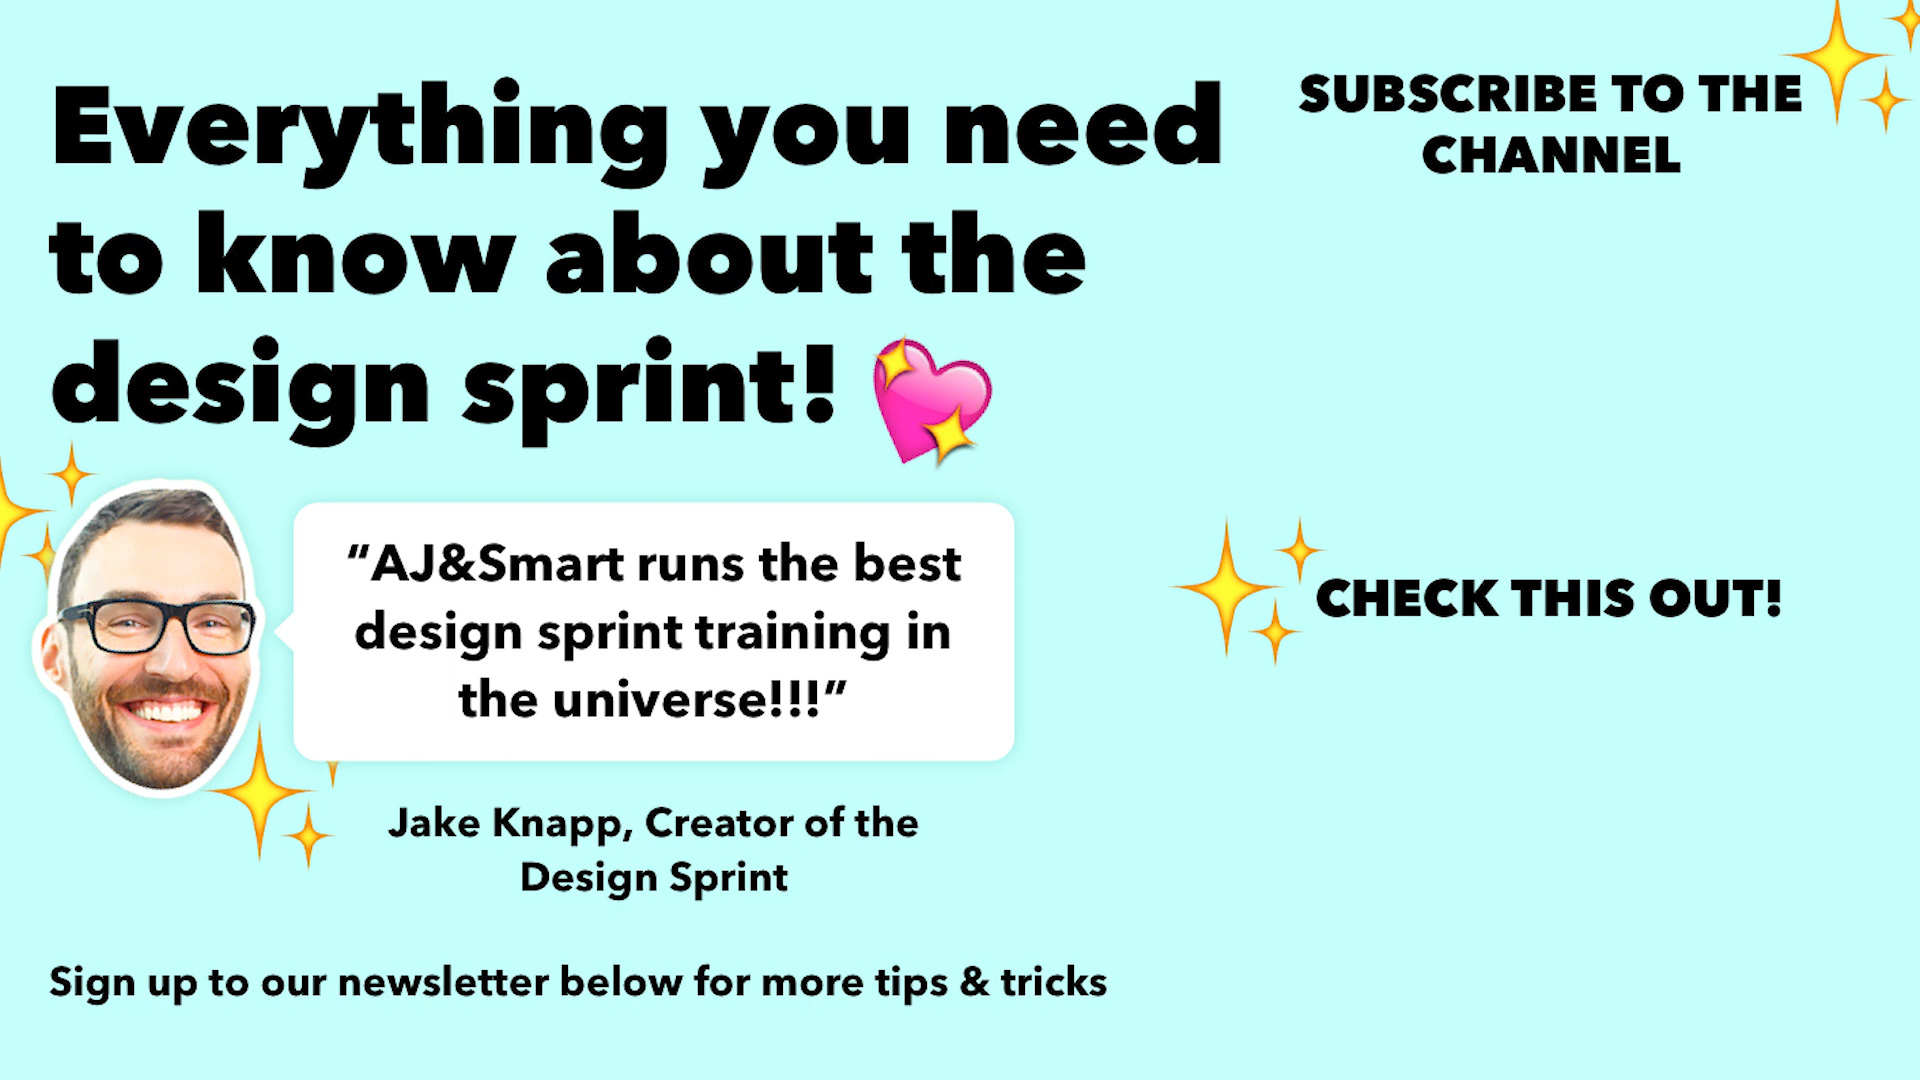 Everything you need
to know about the
design sprint!
SUBSCRIBE TO THE
CHANNEL
“AJ&Smart runs the best
design sprint training in
the universe!!!”
Jake Knapp, Creator of the
Design Sprint
CHECK THIS OUT!
Sign up to our newsletter below for more tips & tricks